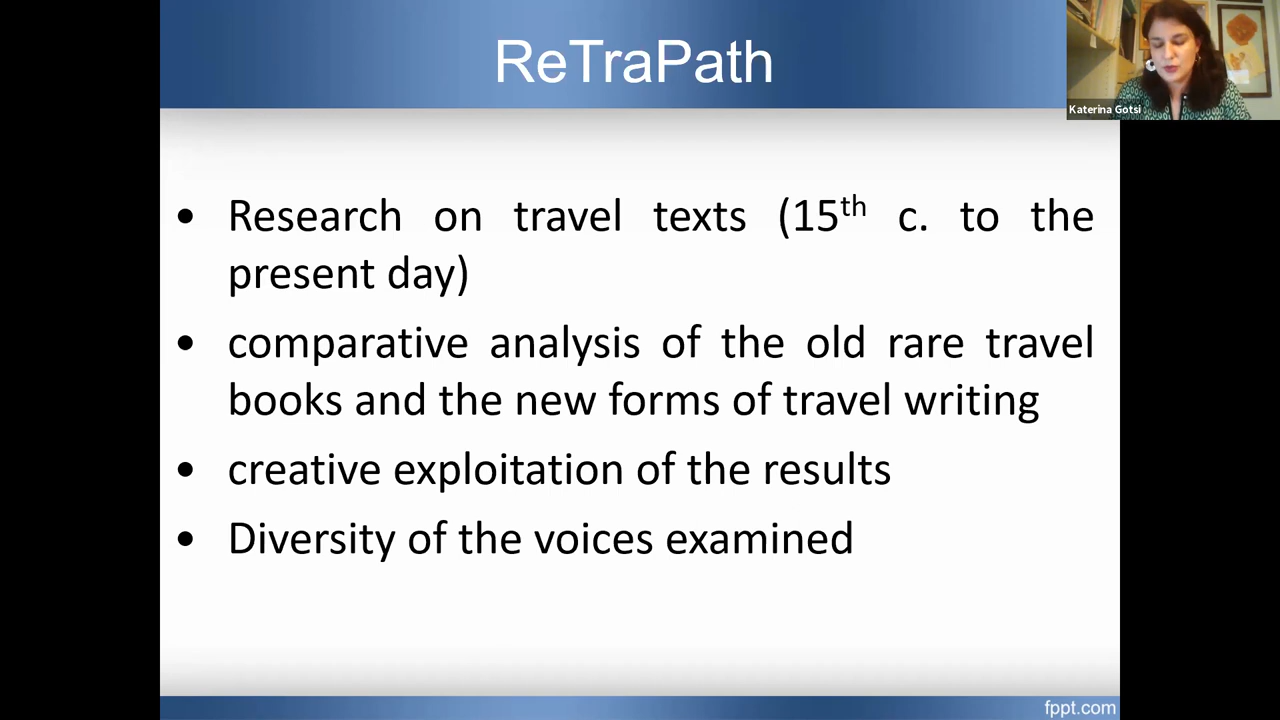 ReTraPath
Katerina Gotsi
• Research on travel texts (15th c. to the
present day)
• comparative analysis of the old rare travel
books and the new forms of travel writing
• creative exploitation of the results
• Diversity of the voices examined
fppt.com